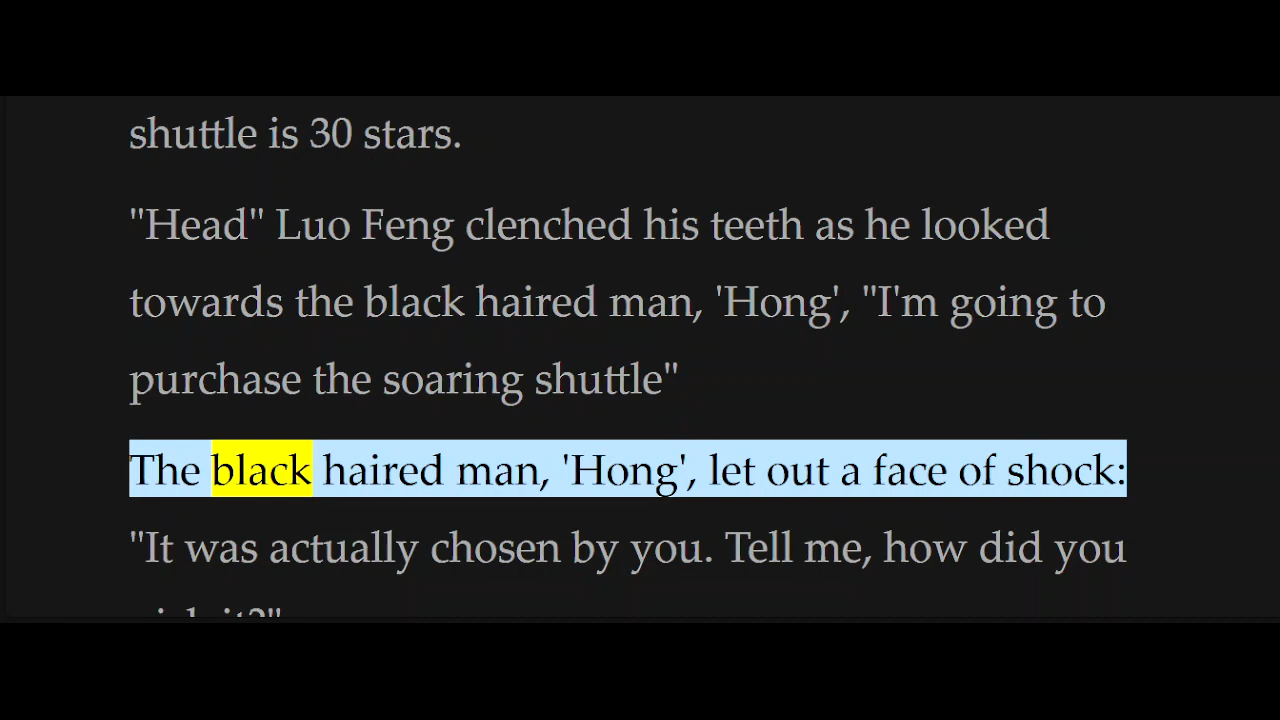 shuttle is 30 stars.
"Head" Luo Feng clenched his teeth as he looked
towards the black haired man, 'Hong', "I'm going to
purchase the soaring shuttle"
The black haired man, 'Hong', let out a face of shock:
"It was actually chosen by you. Tell me, how did you
it?"